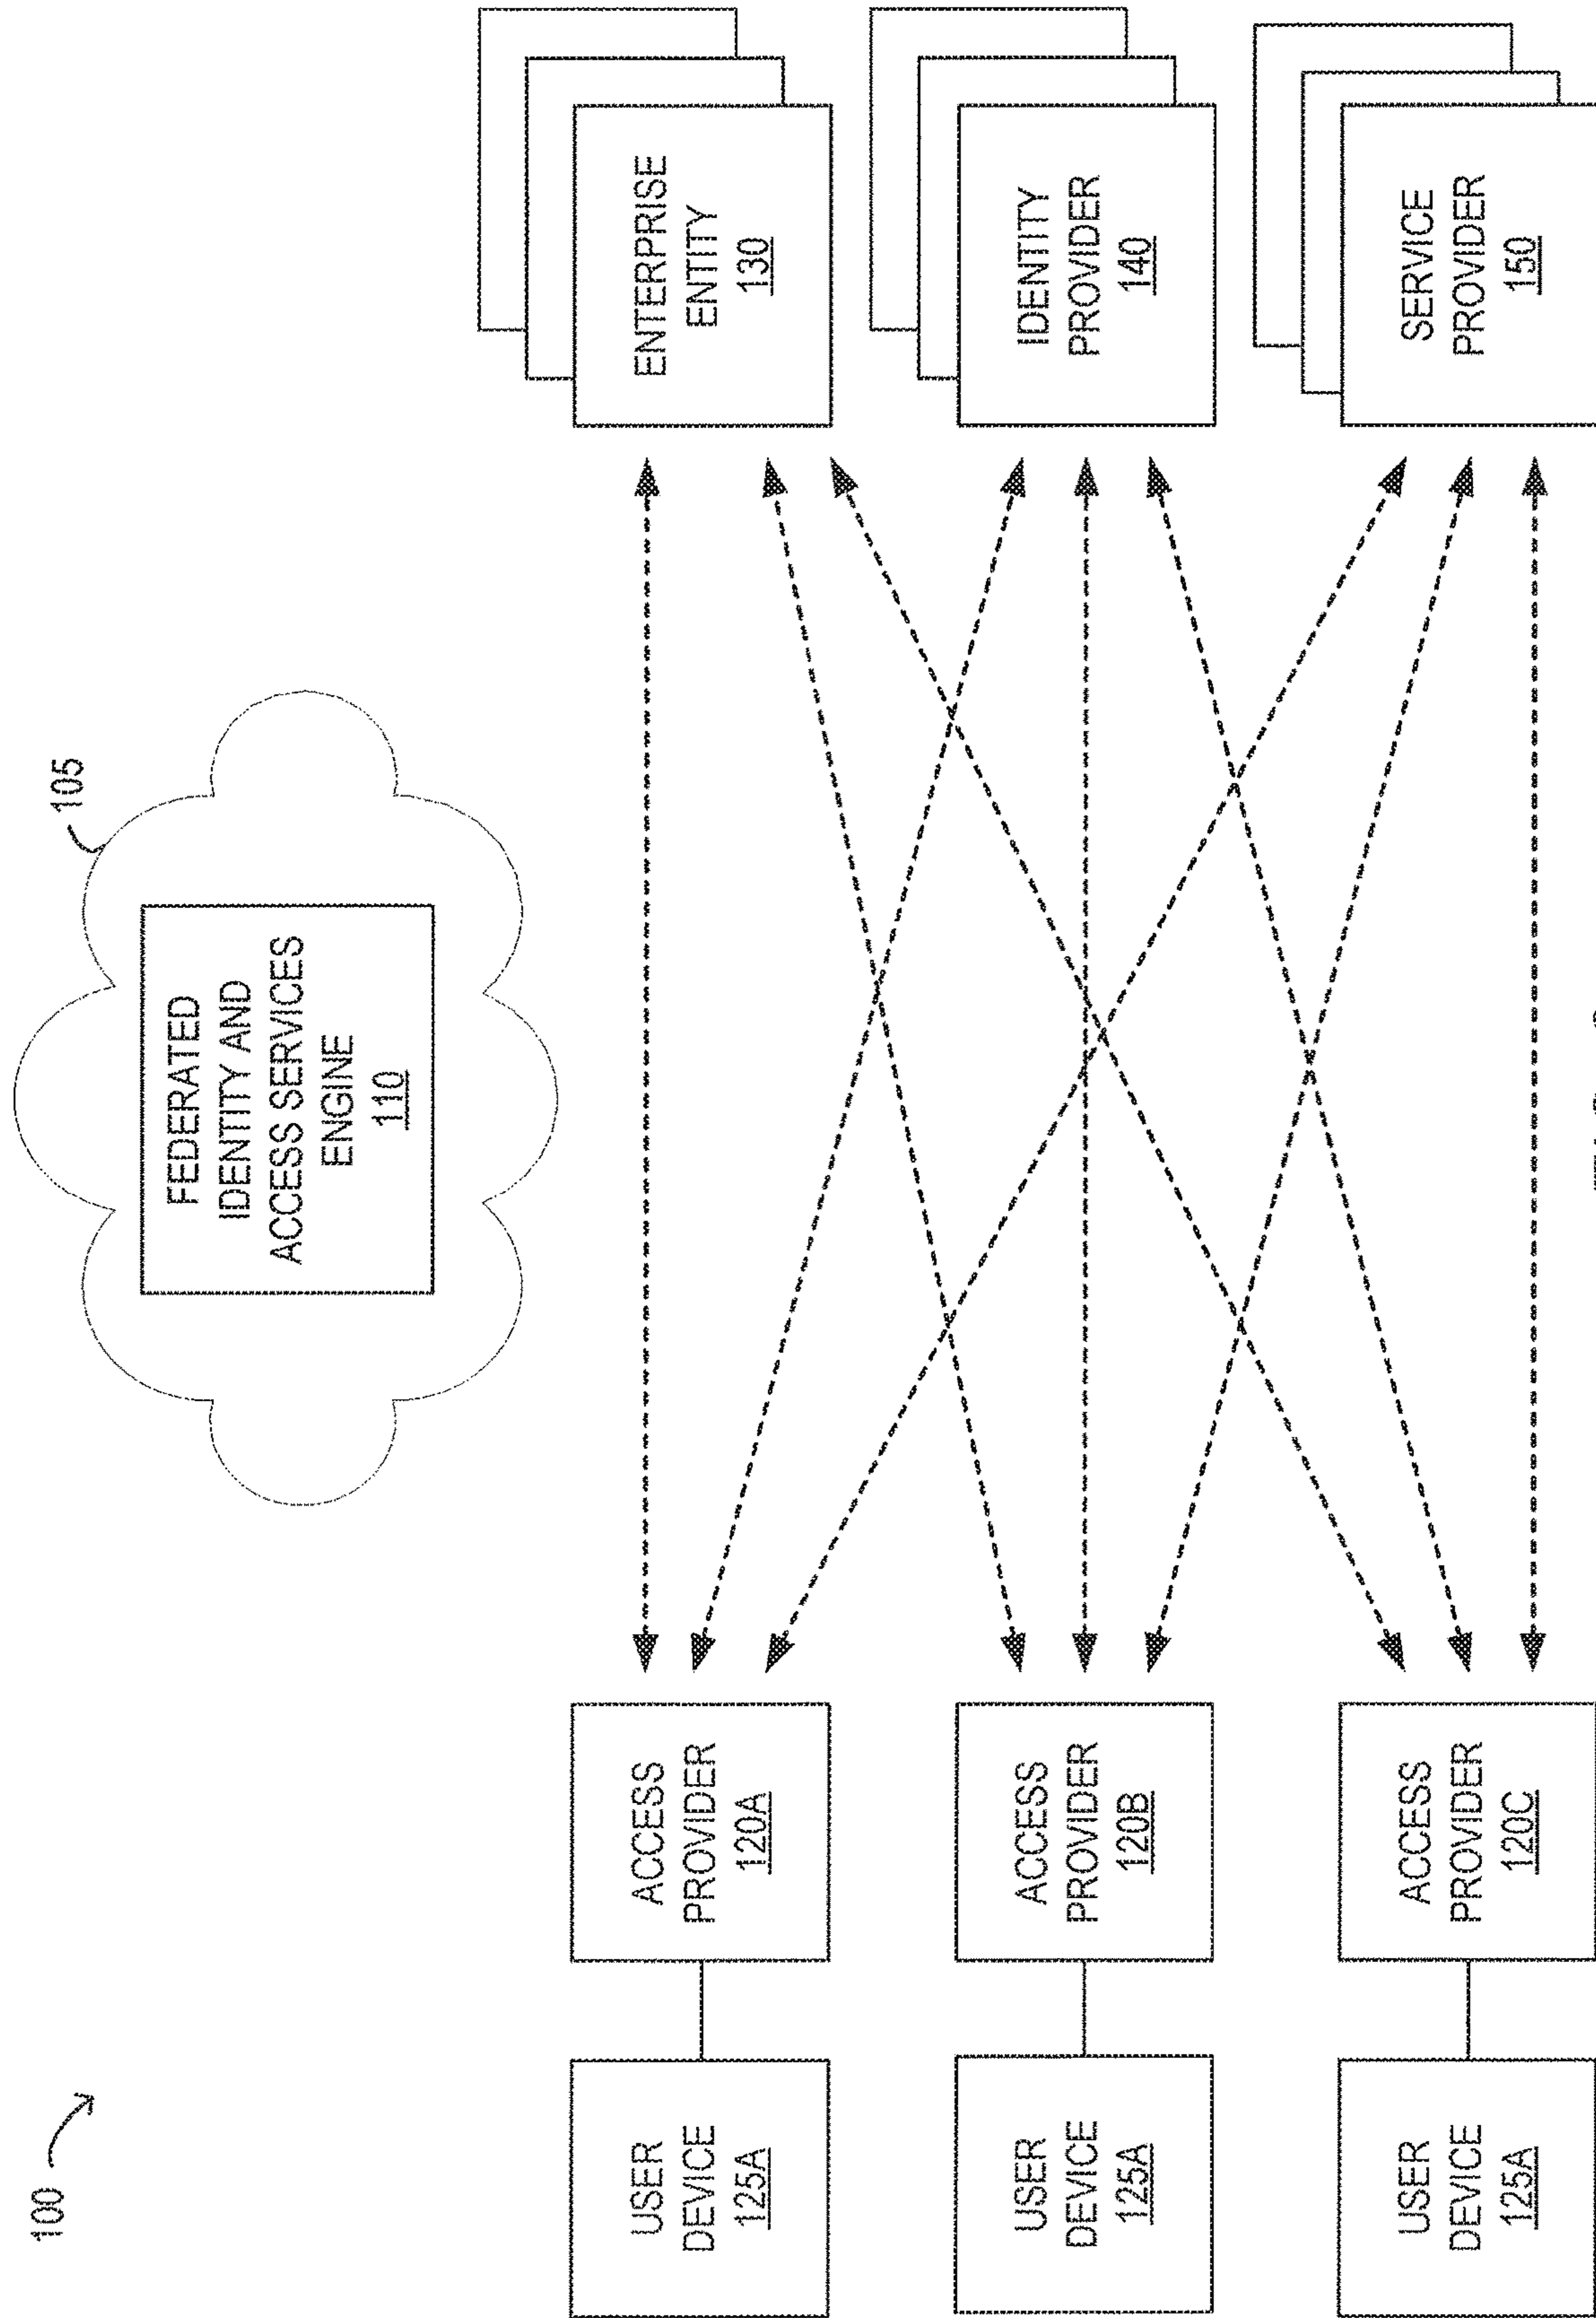 100
105
FEDERATED
IDENTITY AND
ACCESS SERVICES
ENGINE
110
USER
DEVICE
125A
ACCESS
PROVIDER
120A
ENTERPRISE
ENTITY
130
USER
DEVICE
125A
ACCESS
PROVIDER
120B
IDENTITY
PROVIDER
140
USER
DEVICE
125A
ACCESS
PROVIDER
120C
SERVICE
PROVIDER
150